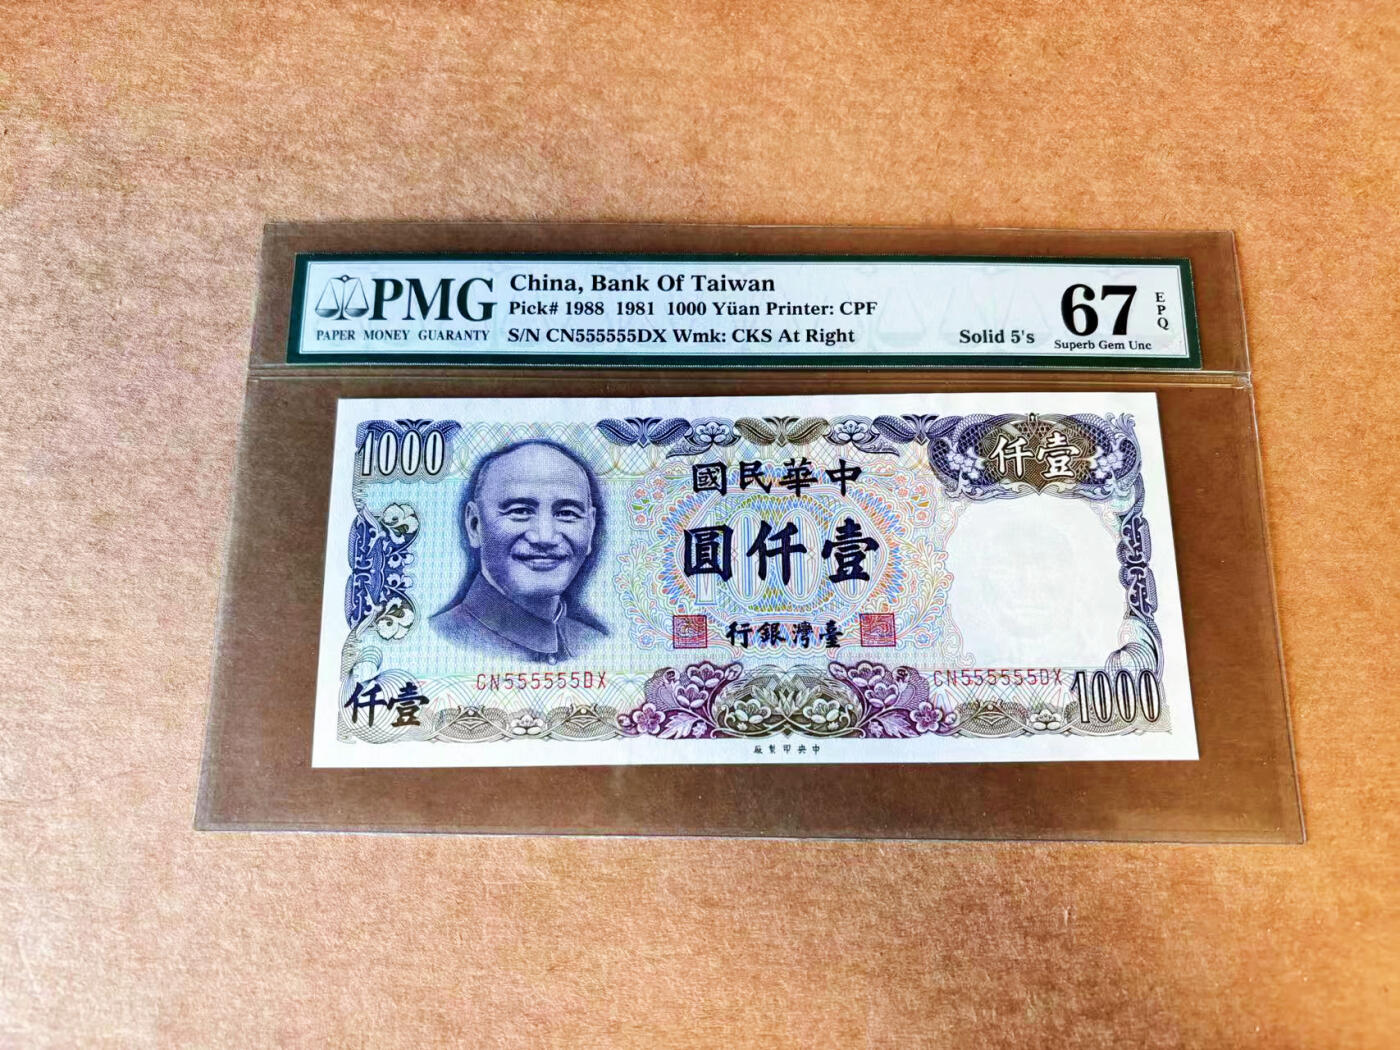 PMG
PAPER MONEY GUARANTY
China, Bank Of Taiwan
Pick# 1988 1981 1000 Yüan Printer: CPF
S/N CN555555DX Wmk: CKS At Right
Solid 5's
67
EPQ
Superb Gem Unc
1000
仟壹
國民華中
圓仟壹
行銀灣臺
CN555555DX
CN555555DX
仟壹
1000
廠製印央中